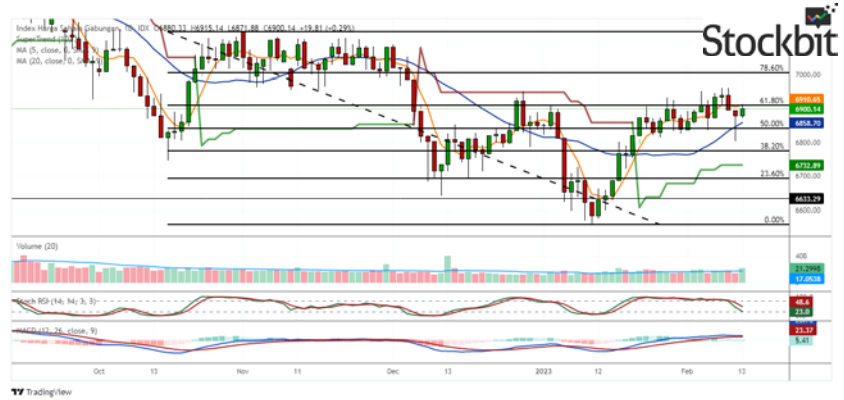 Stockbit
Index Harga Saham Gabungan, 1D, IDX O6880.33 H6915.14 L6871.88 C6900.14 +19.81 (+0.29%)
MA (5, close, 0,
MA (20, close, 0,
78.60%
7000.00
61.80%
6910.65
6900.14
50.00%
6858.70
6800.00
38.20%
6732.89
6700.00
23.60%
6633.29
6600.00
0.00%
Volume (20)
40B
21.299B
17.053B
Stoch RSI (14, 14, 3, 3)
48.6
23.0
MACD (12, 26, close, 9)
23.37
5.41
Oct 13 Nov 11 Dec 13 2023 12 Feb 13
TradingView